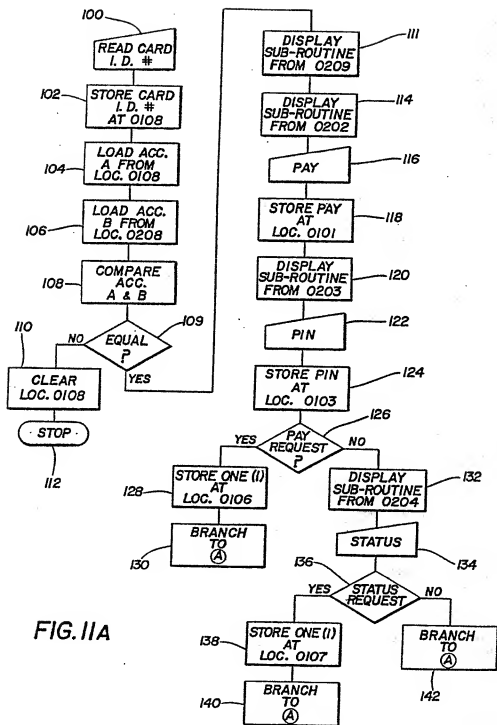 100
READ CARD
I. D. #
102
STORE CARD
I. D. #
AT 0108
104
LOAD ACC.
A FROM
LOC. 0108
106
LOAD ACC.
B FROM
LOC. 0208
108
COMPARE
ACC.
A & B
109
EQUAL
?
NO
YES
110
CLEAR
LOC. 0108
STOP
112
DISPLAY
SUB-ROUTINE
FROM 0209
111
DISPLAY
SUB-ROUTINE
FROM 0202
114
PAY
116
STORE PAY
AT
LOC. 0101
118
DISPLAY
SUB-ROUTINE
FROM 0203
120
PIN
122
STORE PIN
AT
LOC. 0103
124
126
PAY
REQUEST
?
YES
NO
128
STORE ONE (1)
AT
LOC. 0106
130
BRANCH
TO
A
DISPLAY
SUB-ROUTINE
FROM 0204
132
STATUS
134
136
STATUS
REQUEST
YES
NO
138
STORE ONE (1)
AT
LOC. 0107
140
BRANCH
TO
A
BRANCH
TO
A
142
FIG. 11A